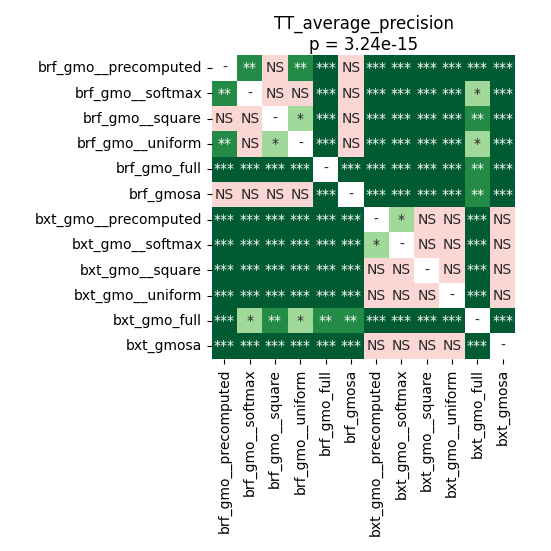 TT_average_precision
p = 3.24e-15
brf_gmo__precomputed - ** NS ** *** NS *** *** *** *** *** ***
brf_gmo__softmax ** - NS NS *** NS *** *** *** *** * ***
brf_gmo__square NS NS - * *** NS *** *** *** *** ** ***
brf_gmo__uniform ** NS * - *** NS *** *** *** *** * ***
brf_gmo_full *** *** *** *** - *** *** *** *** *** ** ***
brf_gmosa NS NS NS NS *** - *** *** *** *** ** ***
bxt_gmo__precomputed *** *** *** *** *** *** - * NS NS *** NS
bxt_gmo__softmax *** *** *** *** *** *** * - NS NS *** NS
bxt_gmo__square *** *** *** *** *** *** NS NS - NS *** NS
bxt_gmo__uniform *** *** *** *** *** *** NS NS NS - *** NS
bxt_gmo_full *** * ** * ** ** *** *** *** *** - ***
bxt_gmosa *** *** *** *** *** *** NS NS NS NS *** -
brf_gmo__precomputed
brf_gmo__softmax
brf_gmo__square
brf_gmo__uniform
brf_gmo_full
brf_gmosa
bxt_gmo__precomputed
bxt_gmo__softmax
bxt_gmo__square
bxt_gmo__uniform
bxt_gmo_full
bxt_gmosa